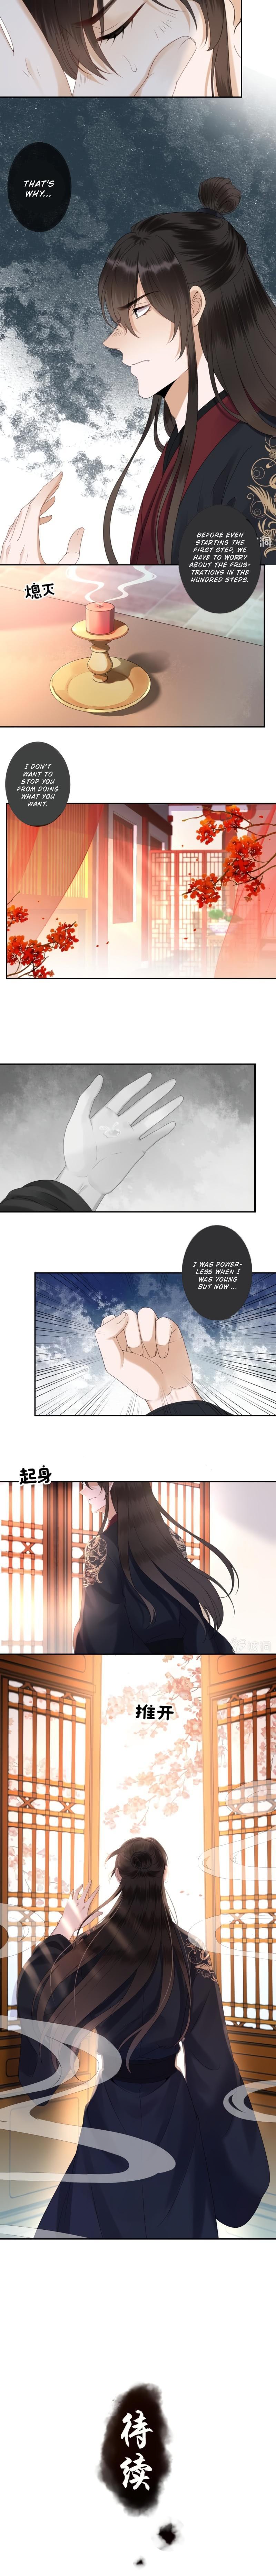 THAT'S
WHY...
BEFORE EVEN
STARTING THE
FIRST STEP, WE
HAVE TO WORRY
ABOUT THE FRUS-
TRATIONS IN THE
HUNDRED STEPS.
熄灭
I DON'T
WANT TO
STOP YOU
FROM DOING
WHAT YOU
WANT.
I WAS POWER-
LESS WHEN I
WAS YOUNG
BUT NOW ...
起身
推开
待续